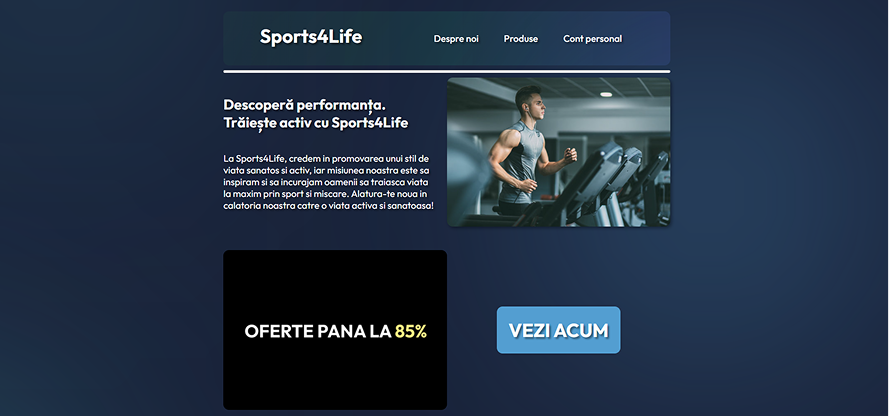 Sports4Life
Despre noi
Produse
Cont personal
Descoperă performanța.
Trăiește activ cu Sports4Life
La Sports4Life, credem in promovarea unui stil de
viata sanatos si activ, iar misiunea noastra este sa
inspiram si sa incurajam oamenii sa traiasca viata
la maxim prin sport si miscare. Alatura-te noua in
calatoria noastra catre o viata activa si sanatoasa!
OFERTE PANA LA 85%
VEZI ACUM